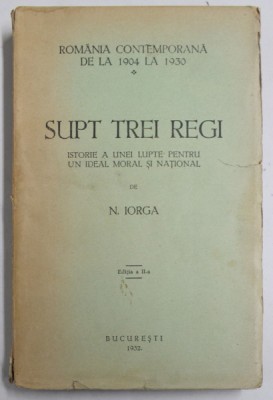 ROMÂNIA CONTEMPORANĂ
DE LA 1904 LA 1930
SUPT TREI REGI
ISTORIE A UNEI LUPTE PENTRU
UN IDEAL MORAL ȘI NAȚIONAL
DE
N. IORGA
Ediția a II-a
BUCUREȘTI
1932.